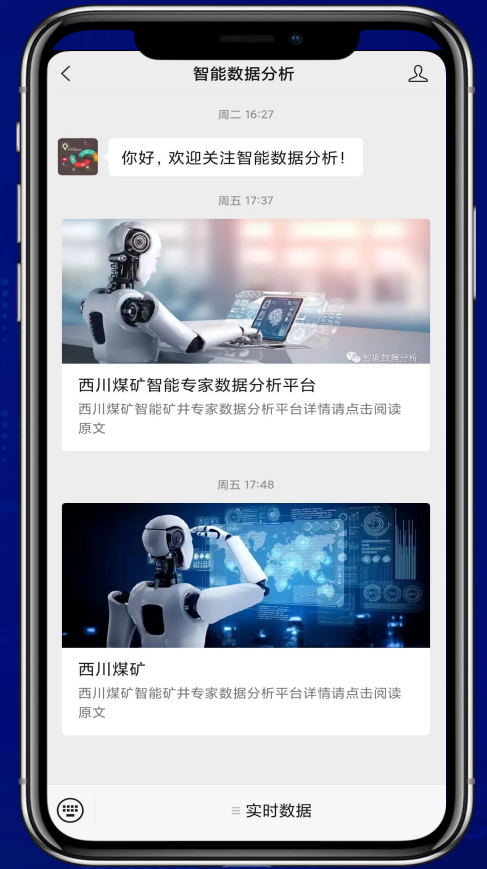 智能数据分析
周二 16:27
你好，欢迎关注智能数据分析！
周五 17:37
智能数据分析
西川煤矿智能专家数据分析平台
西川煤矿智能矿井专家数据分析平台详情请点击阅读
原文
周五 17:48
西川煤矿
西川煤矿智能矿井专家数据分析平台详情请点击阅读
原文
实时数据